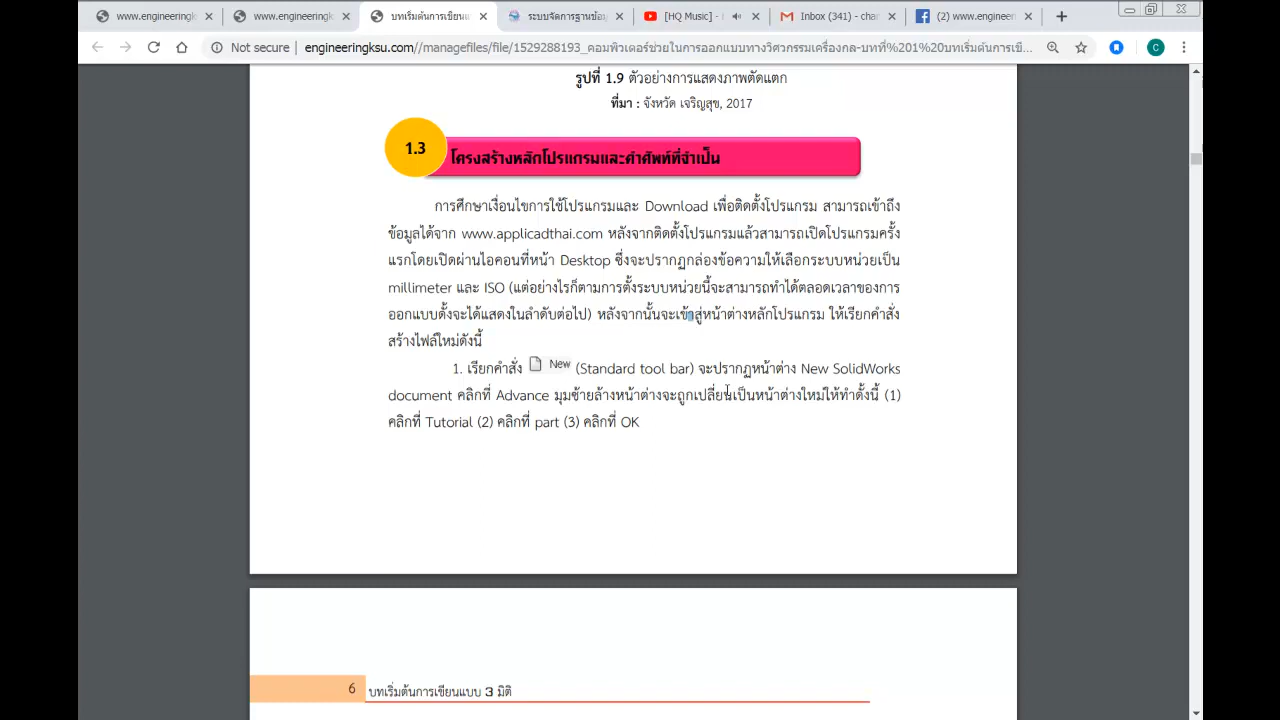 www.engineeringk
www.engineeringk
บทเริ่มต้นการเขียนแ
ระบบจัดการฐานข้อมู
[HQ Music] -
Inbox (341) - cha
(2) www.engineer
Not secure
engineeringksu.com//managefiles/file/1529288193_คอมพิวเตอร์ช่วยในการออกแบบทางวิศวกรรมเครื่องกล-บทที่%201%20บทเริ่มต้นการเขี...
C
รูปที่ 1.9 ตัวอย่างการแสดงภาพตัดแตก
ที่มา : จังหวัด เจริญสุข, 2017
1.3
โครงสร้างหลักโปรแกรมและคำศัพท์ที่จำเป็น
การศึกษาเงื่อนไขการใช้โปรแกรมและ Download เพื่อติดตั้งโปรแกรม สามารถเข้าถึง
ข้อมูลได้จาก www.applicadthai.com หลังจากติดตั้งโปรแกรมแล้วสามารถเปิดโปรแกรมครั้ง
แรกโดยเปิดผ่านไอคอนที่หน้า Desktop ซึ่งจะปรากฏกล่องข้อความให้เลือกระบบหน่วยเป็น
millimeter และ ISO (แต่อย่างไรก็ตามการตั้งระบบหน่วยนี้จะสามารถทำได้ตลอดเวลาของการ
ออกแบบดั้งจะได้แสดงในลำดับต่อไป) หลังจากนั้นจะเข้าสู่หน้าต่างหลักโปรแกรม ให้เรียกคำสั่ง
สร้างไฟล์ใหม่ดังนี้
1. เรียกคำสั่ง New (Standard tool bar) จะปรากฏหน้าต่าง New SolidWorks
document คลิกที่ Advance มุมซ้ายล้างหน้าต่างจะถูกเปลี่ยนเป็นหน้าต่างใหม่ให้ทำดั้งนี้ (1)
คลิกที่ Tutorial (2) คลิกที่ part (3) คลิกที่ OK
6
บทเริ่มต้นการเขียนแบบ 3 มิติ